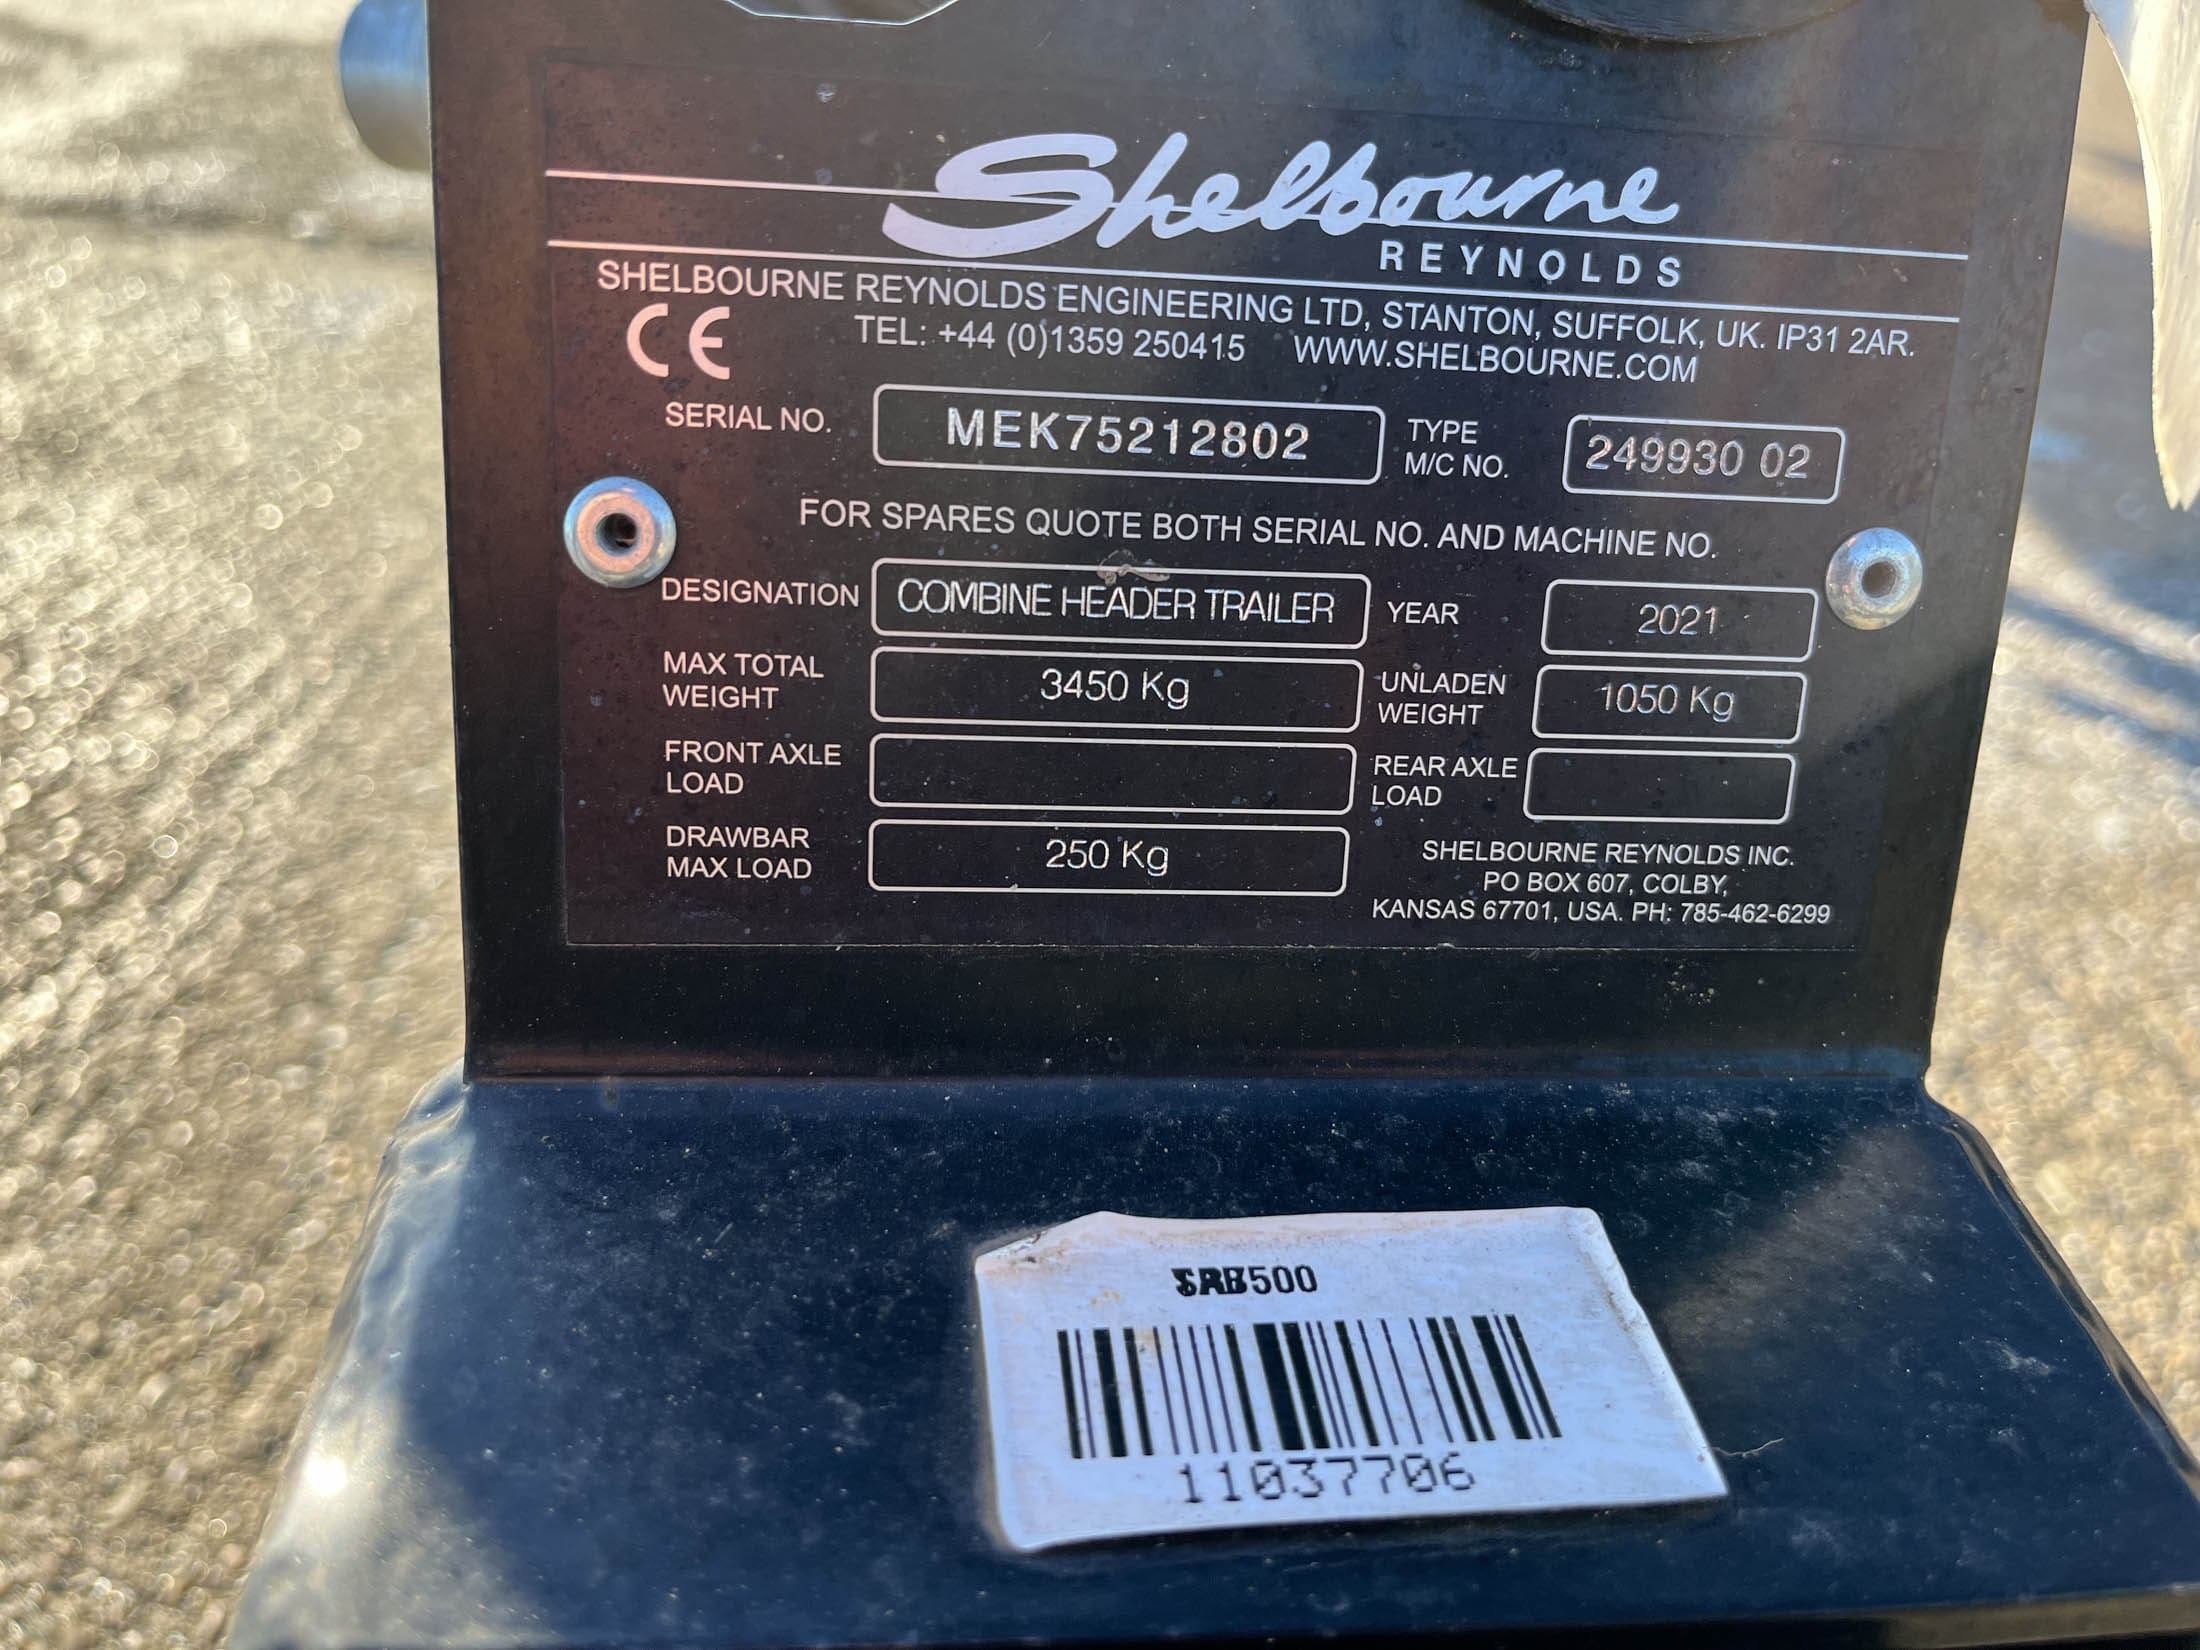 Shelbourne
REYNOLDS
SHELBOURNE REYNOLDS ENGINEERING LTD, STANTON, SUFFOLK, UK. IP31 2AR.
CE TEL: +44 (0)1359 250415 WWW.SHELBOURNE.COM
SERIAL NO. MEK75212802 TYPE M/C NO. 249930 02
FOR SPARES QUOTE BOTH SERIAL NO. AND MACHINE NO.
DESIGNATION COMBINE HEADER TRAILER YEAR 2021
MAX TOTAL WEIGHT 3450 Kg UNLADEN WEIGHT 1050 Kg
FRONT AXLE LOAD REAR AXLE LOAD
DRAWBAR MAX LOAD 250 Kg
SHELBOURNE REYNOLDS INC.
PO BOX 607, COLBY,
KANSAS 67701, USA. PH: 785-462-6299
11037706